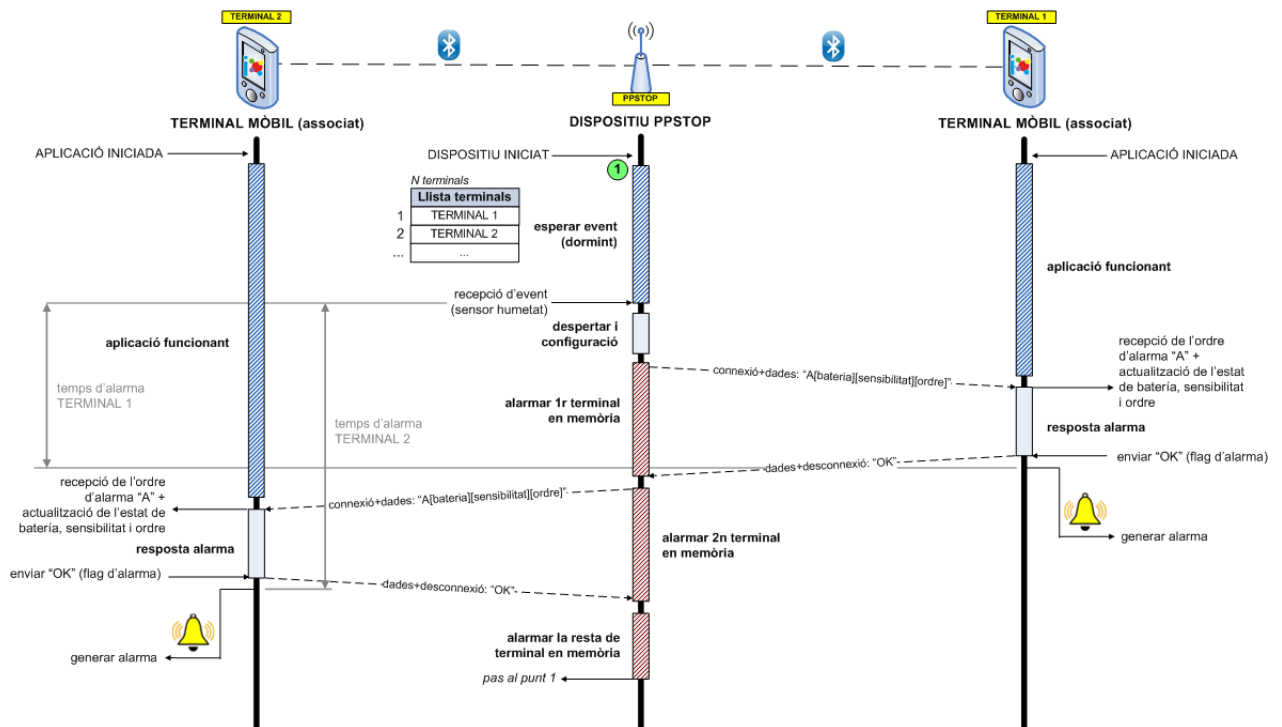 TERMINAL 2
TERMINAL 1
PPSTOP
TERMINAL MÒBIL (associat)
DISPOSITIU PPSTOP
TERMINAL MÒBIL (associat)
APLICACIÓ INICIADA
DISPOSITIU INICIAT
APLICACIÓ INICIADA
1
N terminals
Llista terminals
1 TERMINAL 1
2 TERMINAL 2
... ...
esperar event
(dormint)
aplicació funcionant
recepció d'event
(sensor humetat)
despertar i
configuració
aplicació funcionant
temps d'alarma
TERMINAL 1
temps d'alarma
TERMINAL 2
connexió+dades: "A[bateria][sensibilitat][ordre]"
recepció de l'ordre
d'alarma "A" +
actualització de l'estat
de batería, sensibilitat
i ordre
alarmar 1r terminal
en memòria
resposta alarma
enviar "OK" (flag d'alarma)
dades+desconnexió: "OK"
recepció de l'ordre
d'alarma "A" +
actualització de l'estat de
batería, sensibilitat i ordre
connexió+dades: "A[bateria][sensibilitat][ordre]"
generar alarma
alarmar 2n terminal
en memòria
resposta alarma
enviar "OK" (flag d'alarma)
dades+desconnexió: "OK"
generar alarma
alarmar la resta de
terminal en memòria
pas al punt 1